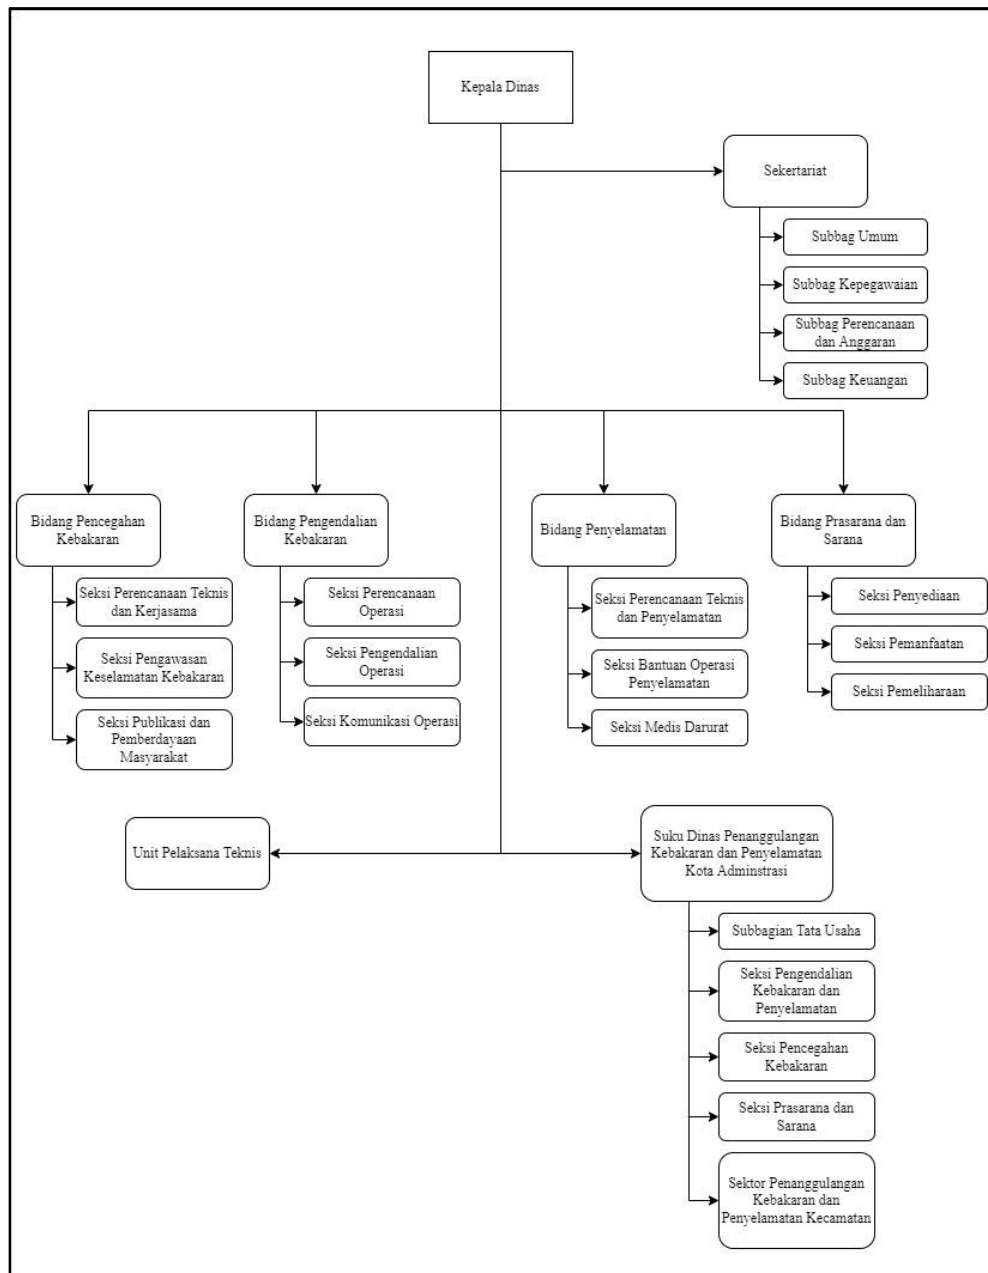 Kepala Dinas
Sekertariat
Subbag Umum
Subbag Kepegawaian
Subbag Perencanaan
dan Anggaran
Subbag Keuangan
Bidang Pencegahan
Kebakaran
Seksi Perencanaan Teknis
dan Kerjasama
Seksi Pengawasan
Keselamatan Kebakaran
Seksi Publikasi dan
Pemberdayaan
Masyarakat
Bidang Pengendalian
Kebakaran
Seksi Perencanaan
Operasi
Seksi Pengendalian
Operasi
Seksi Komunikasi Operasi
Bidang Penyelamatan
Seksi Perencanaan Teknis
dan Penyelamatan
Seksi Bantuan Operasi
Penyelamatan
Seksi Medis Darurat
Bidang Prasarana dan
Sarana
Seksi Penyediaan
Seksi Pemanfaatan
Seksi Pemeliharaan
Unit Pelaksana Teknis
Suku Dinas Penanggulangan
Kebakaran dan Penyelamatan
Kota Adminstrasi
Subbagian Tata Usaha
Seksi Pengendalian
Kebakaran dan
Penyelamatan
Seksi Pencegahan
Kebakaran
Seksi Prasarana dan
Sarana
Sektor Penanggulangan
Kebakaran dan
Penyelamatan Kecamatan